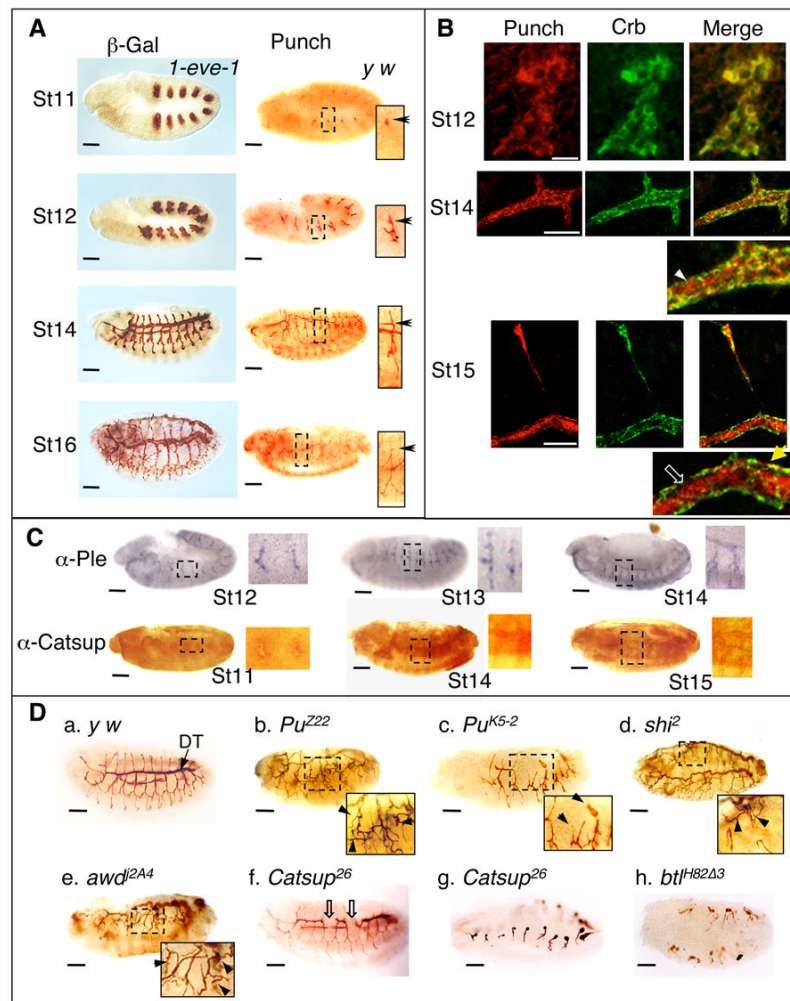 A
β-Gal Punch
1-eve-1 y w
St11
St12
St14
St16
B
Punch Crb Merge
St12
St14
St15
C
α-Ple
St12 St13 St14
α-Catsup
St11 St14 St15
D
a. y w b. Pu^Z22 c. Pu^K5-2 d. shi^2
DT
e. awd^j2A4 f. Catsup^26 g. Catsup^26 h. btl^H82Δ3